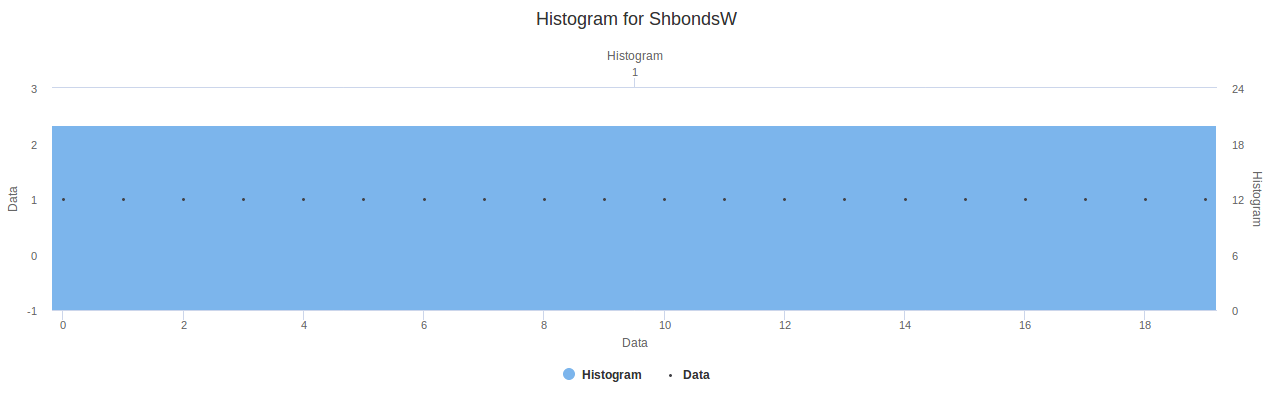 Histogram for ShbondsW
Histogram
1
3 24
2 18
1 12
0 6
-1 0
Data
Histogram
0 2 4 6 8 10 12 14 16 18
Data
Histogram Data